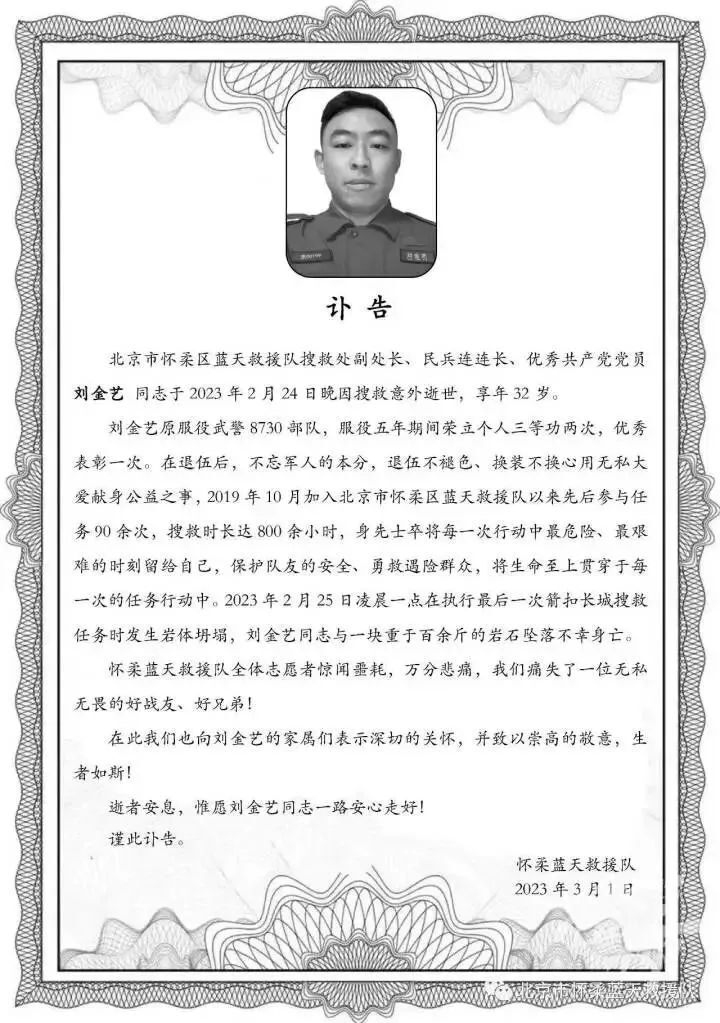 讣 告
北京市怀柔区蓝天救援队搜救处副处长、民兵连连长、优秀共产党党员
刘金艺 同志于 2023 年 2 月 24 日晚因搜救意外逝世，享年 32 岁。
刘金艺原服役武警 8730 部队，服役五年期间荣立个人三等功两次，优秀
表彰一次。在退伍后，不忘军人的本分，退伍不褪色、换装不换心用无私大
爱献身公益之事，2019 年 10 月加入北京市怀柔区蓝天救援队以来先后参与任
务 90 余次，搜救时长达 800 余小时，身先士卒将每一次行动中最危险、最艰
难的时刻留给自己，保护队友的安全、勇救遇险群众，将生命至上贯穿于每
一次的任务行动中。2023 年 2 月 25 日凌晨一点在执行最后一次箭扣长城搜救
任务时发生岩体坍塌，刘金艺同志与一块重于百余斤的岩石坠落不幸身亡。
怀柔蓝天救援队全体志愿者惊闻噩耗，万分悲痛，我们痛失了一位无私
无畏的好战友、好兄弟！
在此我们也向刘金艺的家属们表示深切的关怀，并致以崇高的敬意，生
者如斯！
逝者安息，惟愿刘金艺同志一路安心走好！
谨此讣告。
怀柔蓝天救援队
2023 年 3 月 1 日
北京市怀柔蓝天救援队